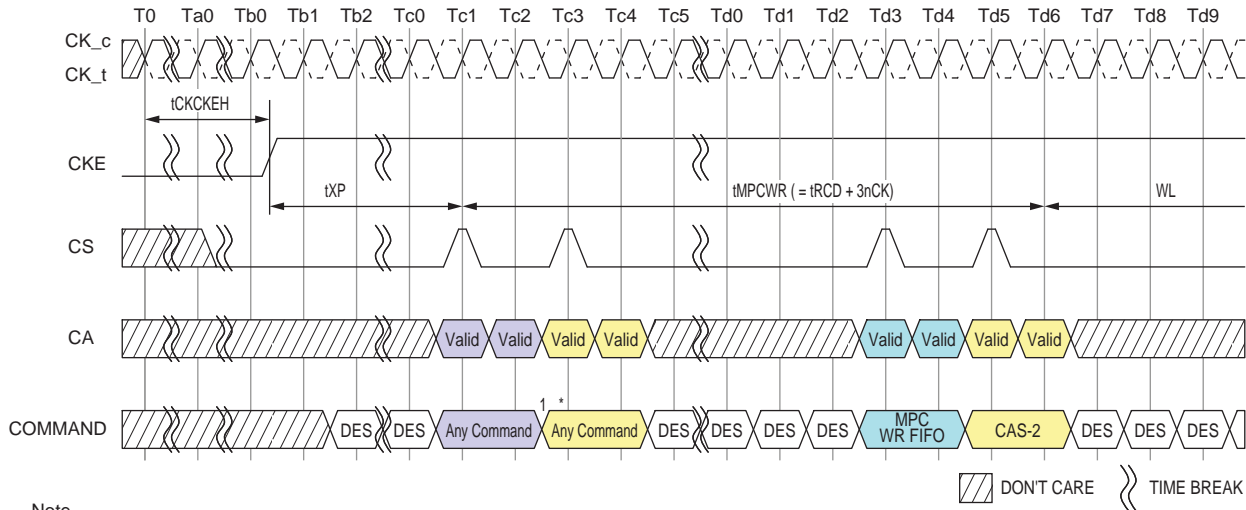 T0 Ta0 Tb0 Tb1 Tb2 Tc0 Tc1 Tc2 Tc3 Tc4 Tc5 Td0 Td1 Td2 Td3 Td4 Td5 Td6 Td7 Td8 Td9
CK_c
CK_t
tCKCKEH
CKE
tXP
tMPCWR ( = tRCD + 3nCK)
WL
CS
CA
Valid Valid Valid Valid Valid Valid Valid Valid
1 *
COMMAND
DES DES Any Command Any Command DES DES DES DES MPC WR FIFO CAS-2 DES DES DES
DON'T CARE
TIME BREAK
Note